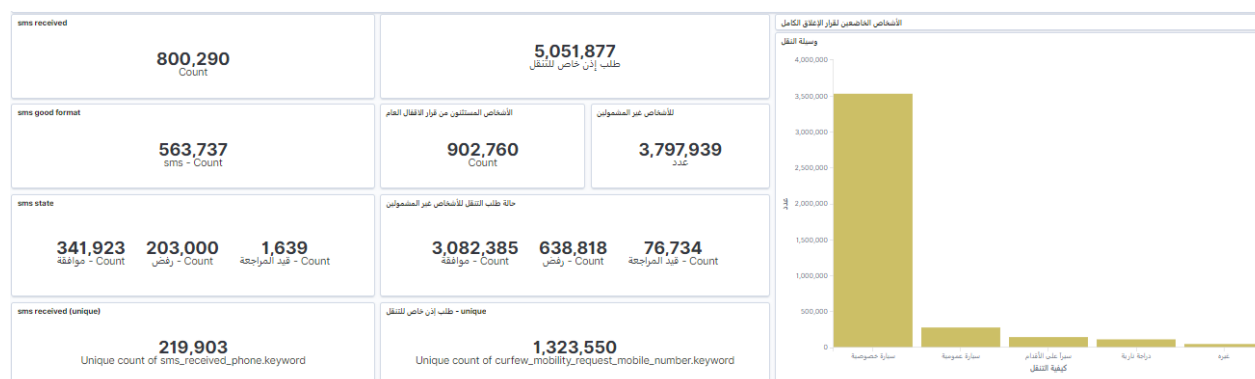 sms received
800,290
Count
5,051,877
طلب إذن خاص للتنقل
sms good format
563,737
sms - Count
الأشخاص المستثنون من قرار الاقفال العام
902,760
Count
للأشخاص غير المشمولين
3,797,939
عدد
sms state
341,923
موافقة - Count
203,000
رفض - Count
1,639
قيد المراجعة - Count
حالة طلب التنقل للأشخاص غير المشمولين
3,082,385
موافقة - Count
638,818
رفض - Count
76,734
قيد المراجعة - Count
sms received (unique)
219,903
Unique count of sms_received_phone.keyword
طلب إذن خاص للتنقل - unique
1,323,550
Unique count of curfew_mobility_request_mobile_number.keyword
الأشخاص الخاضعين لقرار الإغلاق الكامل
وسيلة النقل
4,000,000
3,500,000
3,000,000
2,500,000
2,000,000
1,500,000
1,000,000
500,000
0
عدد
سيارة خصوصية
سيارة عمومية
سيرا على الأقدام
دراجة نارية
غيره
كيفية التنقل